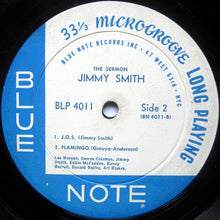 33⅓ MICROGROOVE LONG PLAYING
BLUE NOTE RECORDS INC • 47 WEST 63rd • NYC
THE SERMON
JIMMY SMITH
BLP 4011
Side 2
(BN 4011-B)
1. J.O.S. (Jimmy Smith)
2. FLAMINGO (Grouya-Anderson)
Lee Morgan, George Coleman, Jimmy
Smith, Eddie McFadden, Kenny
Burrell, Donald Bailey, Art Blakey.
BLUE
NOTE